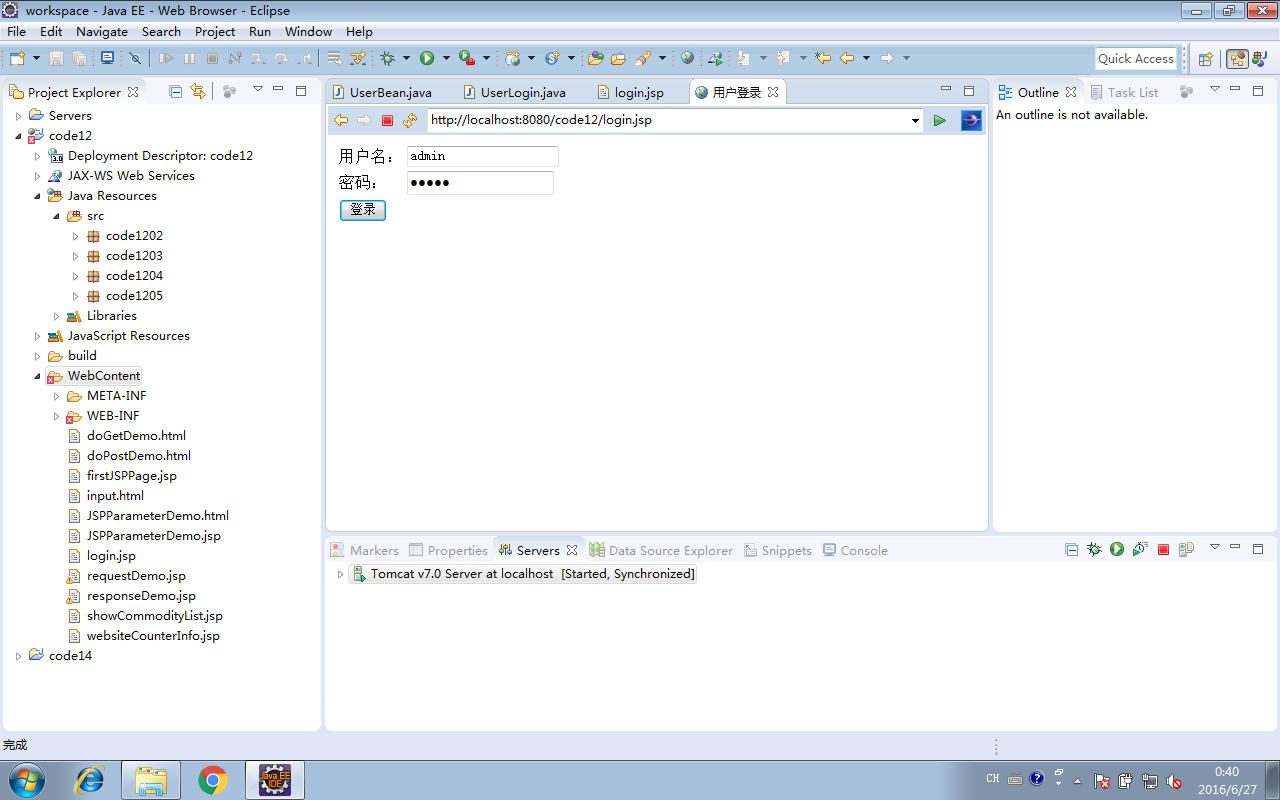 workspace - Java EE - Web Browser - Eclipse
File Edit Navigate Search Project Run Window Help
Quick Access
Project Explorer
Servers
code12
3.0 Deployment Descriptor: code12
JAX-WS Web Services
Java Resources
src
code1202
code1203
code1204
code1205
Libraries
JavaScript Resources
build
WebContent
META-INF
WEB-INF
doGetDemo.html
doPostDemo.html
firstJSPPage.jsp
input.html
JSPParameterDemo.html
JSPParameterDemo.jsp
login.jsp
requestDemo.jsp
responseDemo.jsp
showCommodityList.jsp
websiteCounterInfo.jsp
code14
UserBean.java UserLogin.java login.jsp 用户登录
http://localhost:8080/code12/login.jsp
用户名： admin
密码： ●●●●●
登录
Outline Task List
An outline is not available.
Markers Properties Servers Data Source Explorer Snippets Console
Tomcat v7.0 Server at localhost [Started, Synchronized]
完成
Java EE
IDE
CH
0:40
2016/6/27